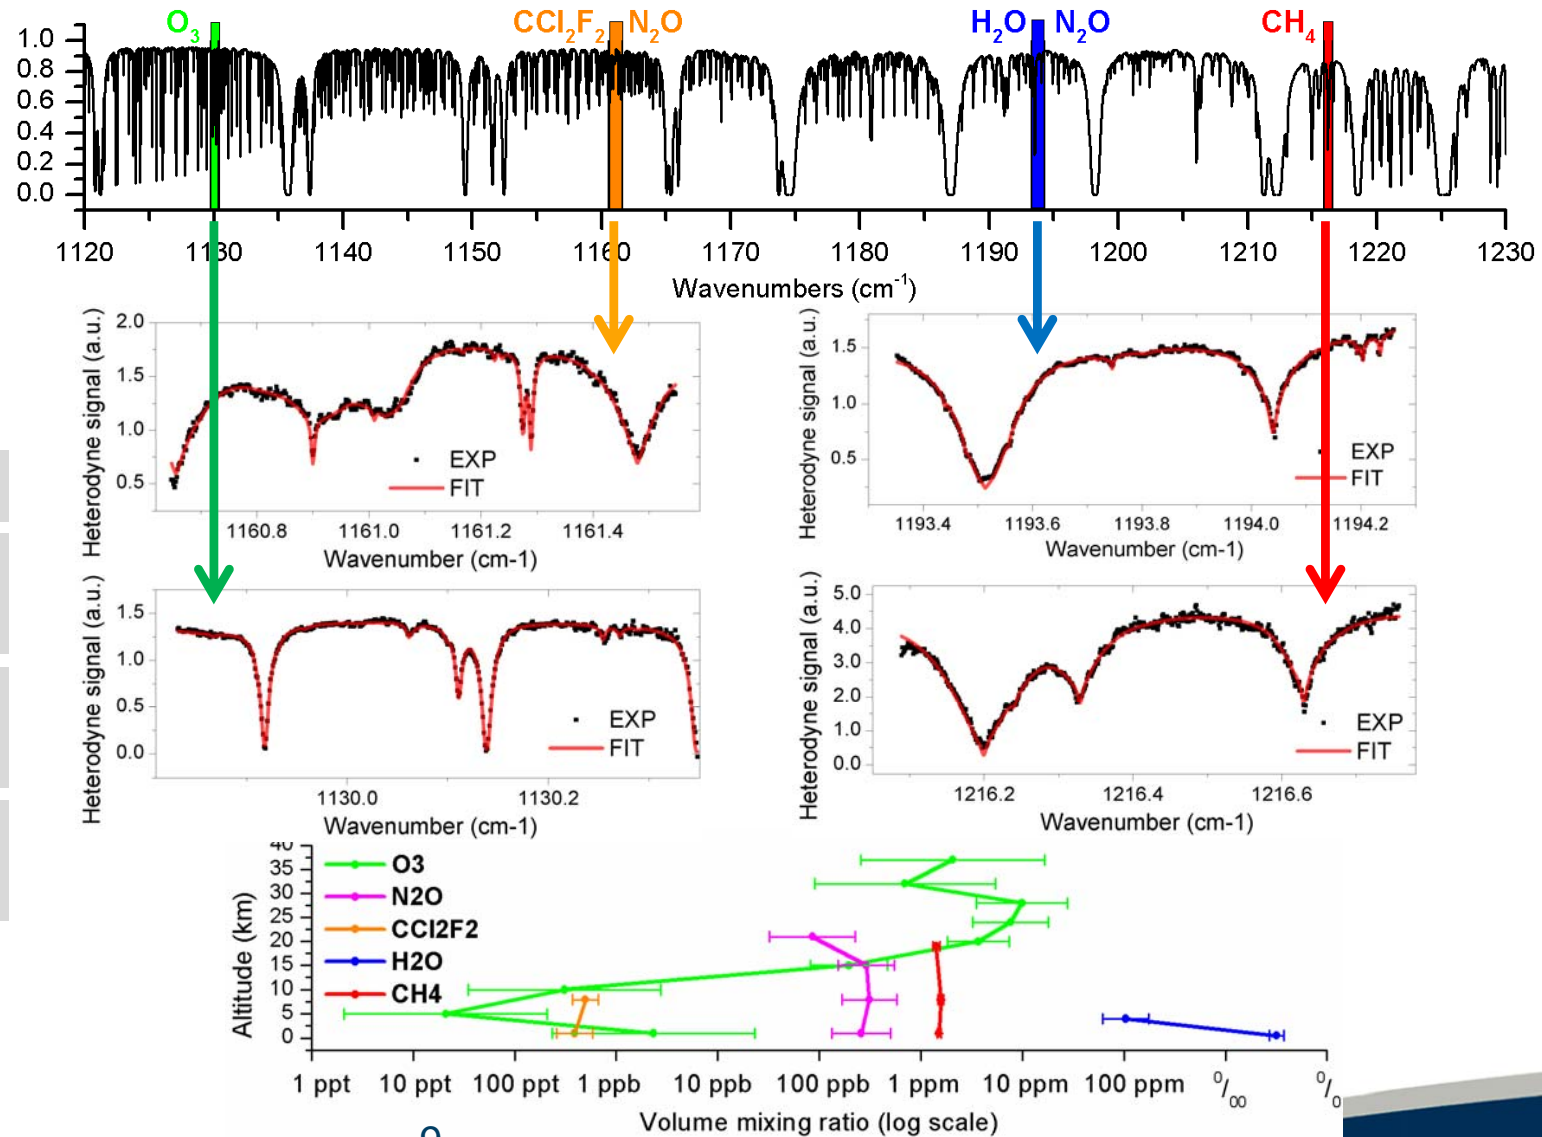 O3 CCl2F2 N2O H2O N2O CH4
1.0
0.8
0.6
0.4
0.2
0.0
1120 1130 1140 1150 1160 1170 1180 1190 1200 1210 1220 1230
Wavenumbers (cm-1)
Heterodyne signal (a.u.)
2.0
1.5
1.0
0.5
EXP
FIT
1160.8 1161.0 1161.2 1161.4
Wavenumber (cm-1)
Heterodyne signal (a.u.)
1.5
1.0
0.5
EXP
FIT
1193.4 1193.6 1193.8 1194.0 1194.2
Wavenumber (cm-1)
Heterodyne signal (a.u.)
1.5
1.0
0.5
0.0
EXP
FIT
1130.0 1130.2
Wavenumber (cm-1)
Heterodyne signal (a.u.)
5.0
4.0
3.0
2.0
1.0
0.0
EXP
FIT
1216.2 1216.4 1216.6
Wavenumber (cm-1)
Altitude (km)
40
35
30
25
20
15
10
5
0
O3
N2O
CCl2F2
H2O
CH4
1 ppt 10 ppt 100 ppt 1 ppb 10 ppb 100 ppb 1 ppm 10 ppm 100 ppm 0/00 0/0
Volume mixing ratio (log scale)